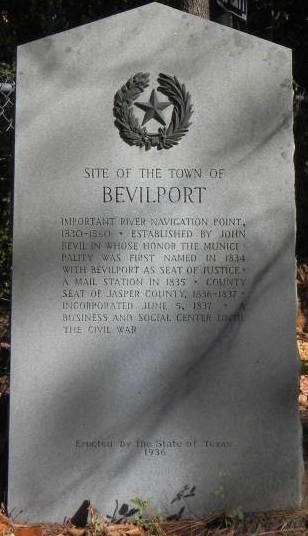 SITE OF THE TOWN OF
BEVILPORT
IMPORTANT RIVER NAVIGATION POINT,
1830-1860 • ESTABLISHED BY JOHN
BEVIL IN WHOSE HONOR THE MUNICI
PALITY WAS FIRST NAMED IN 1834
WITH BEVILPORT AS SEAT OF JUSTICE •
A MAIL STATION IN 1835 • COUNTY
SEAT OF JASPER COUNTY, 1836-1837 •
INCORPORATED JUNE 5, 1837 • A
BUSINESS AND SOCIAL CENTER UNTIL
THE CIVIL WAR
Erected by the State of Texas
1936